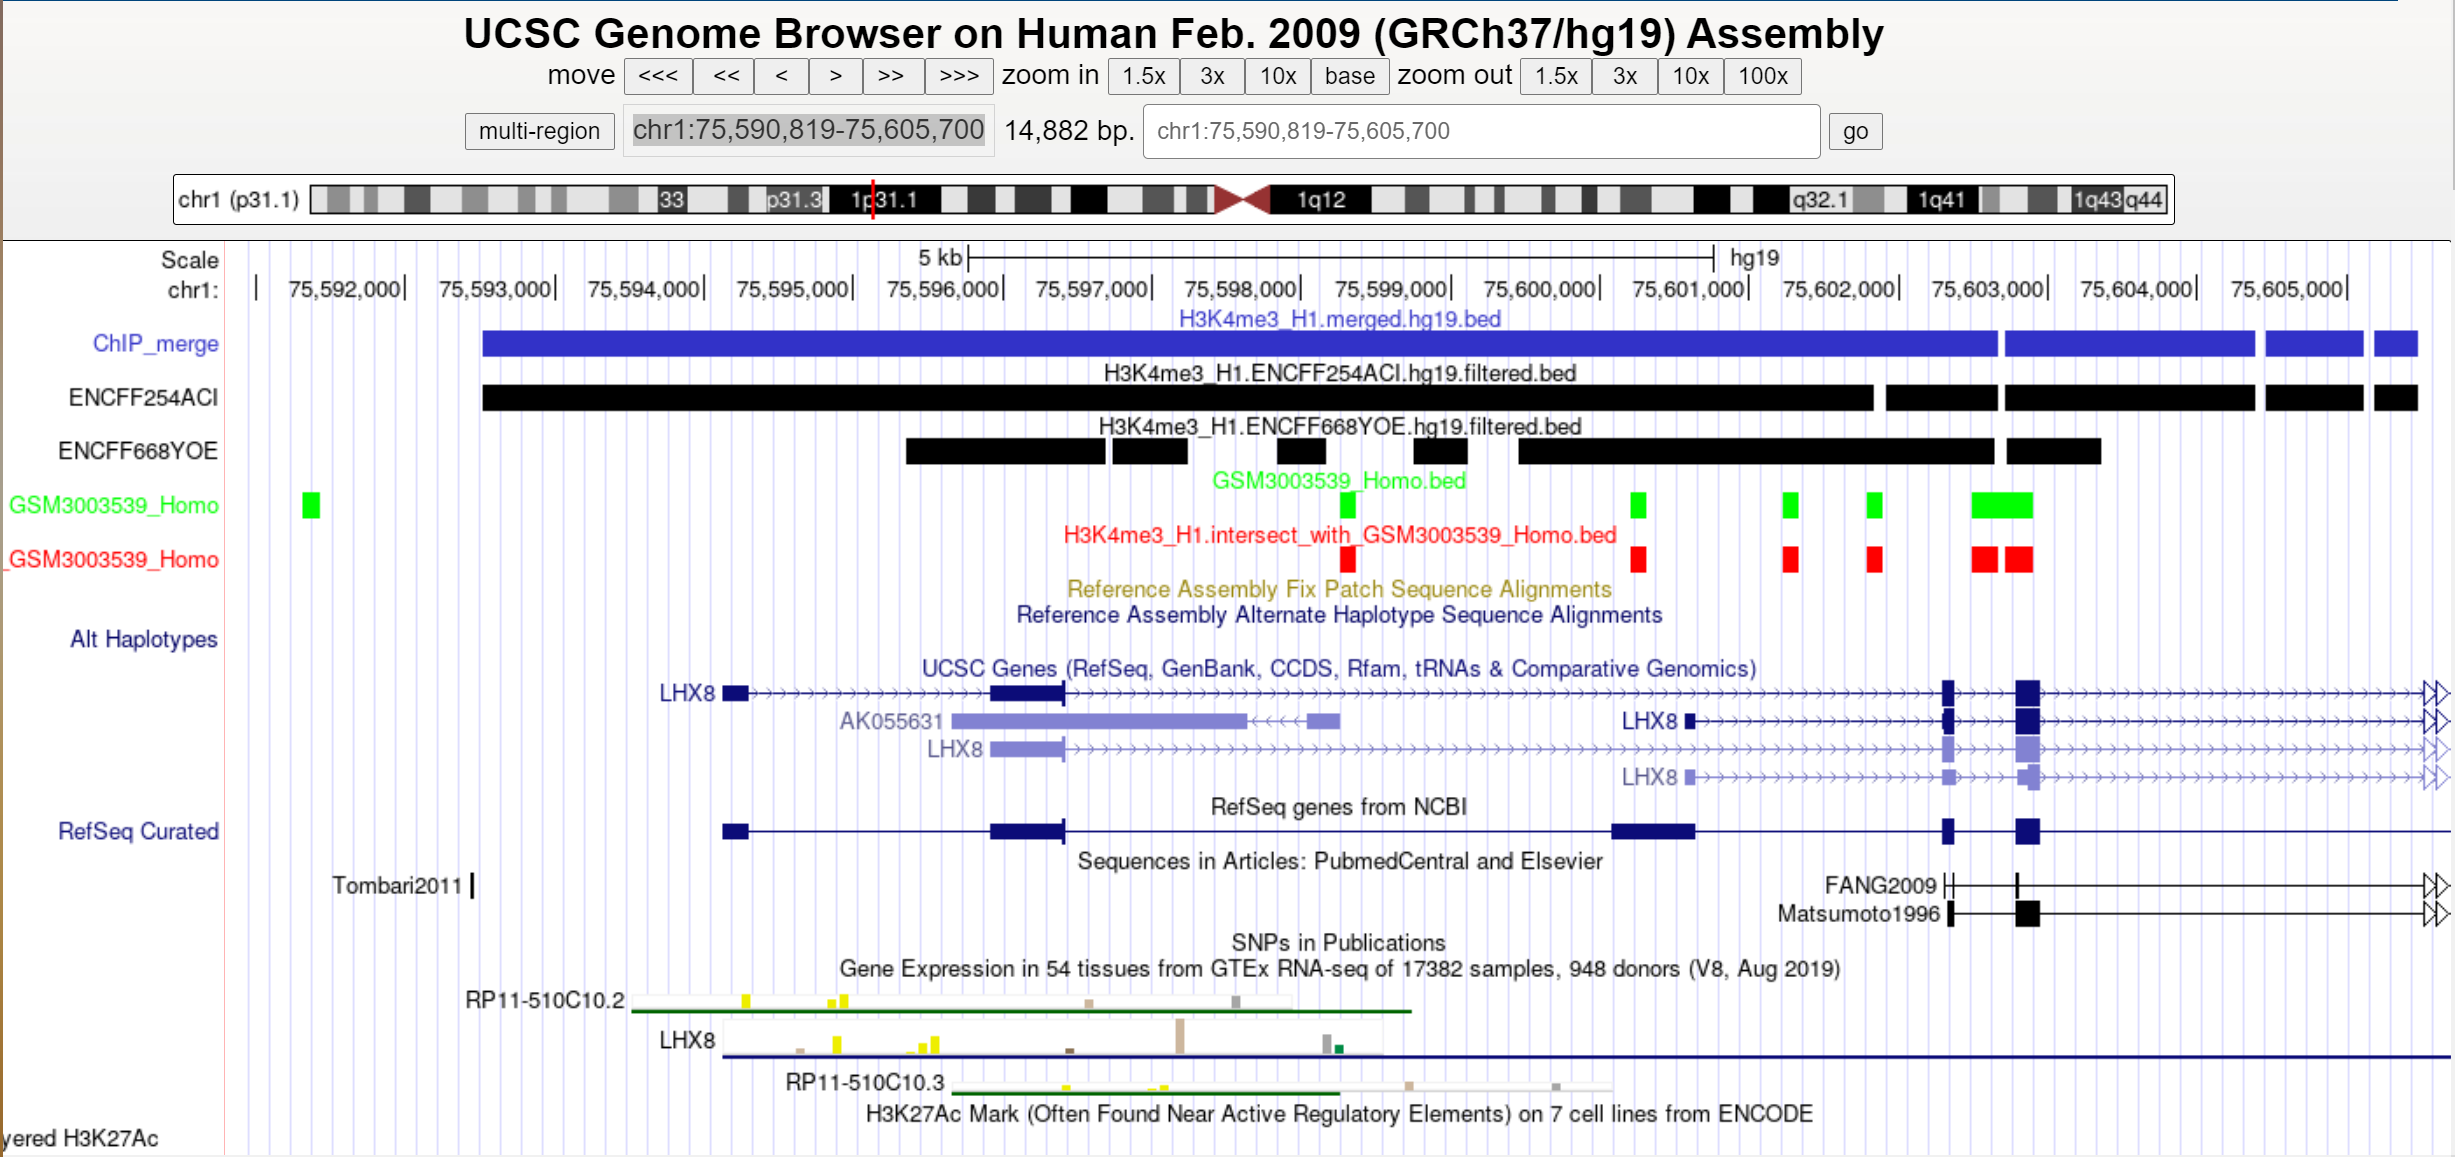 UCSC Genome Browser on Human Feb. 2009 (GRCh37/hg19) Assembly
move <<< << < > >> >>> zoom in 1.5x 3x 10x base zoom out 1.5x 3x 10x 100x
multi-region chr1:75,590,819-75,605,700 14,882 bp. chr1:75,590,819-75,605,700 go
chr1 (p31.1) 33 p31.3 1p31.1 1q12 q32.1 1q41 1q43 q44
Scale 5 kb hg19
chr1: 75,592,000 75,593,000 75,594,000 75,595,000 75,596,000 75,597,000 75,598,000 75,599,000 75,600,000 75,601,000 75,602,000 75,603,000 75,604,000 75,605,000
H3K4me3_H1.merged.hg19.bed
ChIP_merge
H3K4me3_H1.ENCFF254ACI.hg19.filtered.bed
ENCFF254ACI
H3K4me3_H1.ENCFF668YOE.hg19.filtered.bed
ENCFF668YOE
GSM3003539_Homo.bed
GSM3003539_Homo
H3K4me3_H1.intersect_with_GSM3003539_Homo.bed
_GSM3003539_Homo
Reference Assembly Fix Patch Sequence Alignments
Reference Assembly Alternate Haplotype Sequence Alignments
Alt Haplotypes
UCSC Genes (RefSeq, GenBank, CCDS, Rfam, tRNAs & Comparative Genomics)
LHX8
AK055631 LHX8
LHX8
LHX8
RefSeq genes from NCBI
RefSeq Curated
Sequences in Articles: PubmedCentral and Elsevier
Tombari2011 FANG2009
Matsumoto1996
SNPs in Publications
Gene Expression in 54 tissues from GTEx RNA-seq of 17382 samples, 948 donors (V8, Aug 2019)
RP11-510C10.2
LHX8
RP11-510C10.3
H3K27Ac Mark (Often Found Near Active Regulatory Elements) on 7 cell lines from ENCODE
yered H3K27Ac